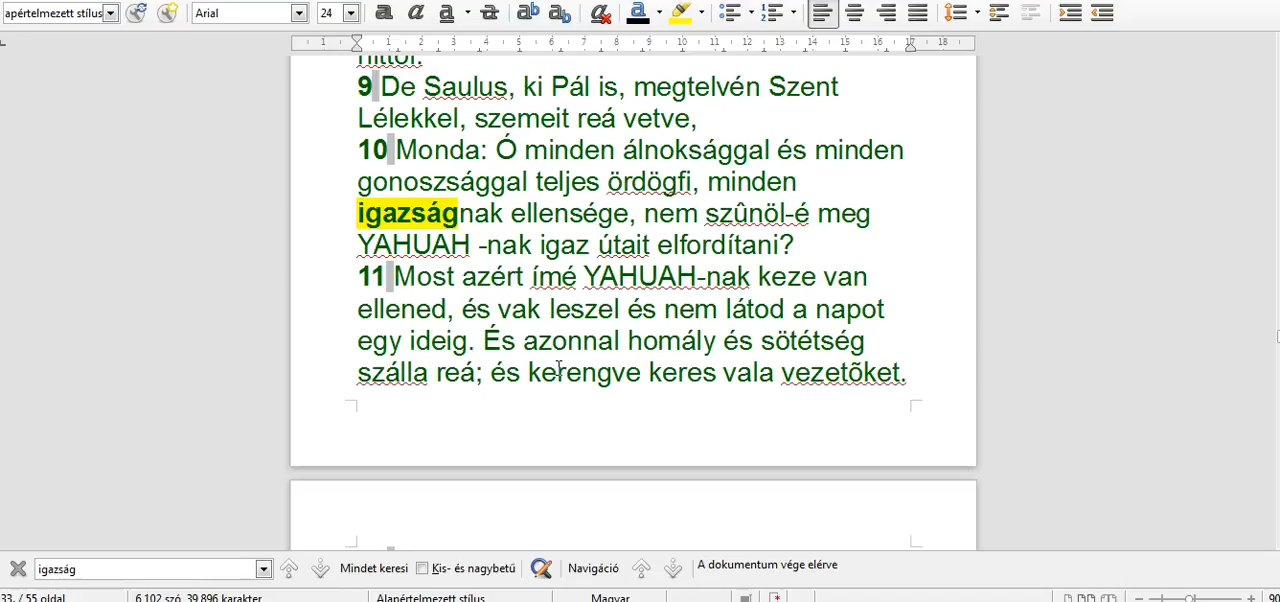 apértelmezett stílus Arial 24
1 1 2 3 4 5 6 7 8 9 10 11 12 13 14 15 16 17 18
hittől.
9 De Saulus, ki Pál is, megtelvén Szent
Lélekkel, szemeit reá vetve,
10 Monda: Ó minden álnoksággal és minden
gonoszsággal teljes ördögfi, minden
igazságnak ellensége, nem szûnöl-é meg
YAHUAH -nak igaz útait elfordítani?
11 Most azért ímé YAHUAH-nak keze van
ellened, és vak leszel és nem látod a napot
egy ideig. És azonnal homály és sötétség
szálla reá; és kerengve keres vala vezetõket.
igazság Mindet keresi Kis- és nagybetű Navigáció A dokumentum vége elérve
33. / 55 oldal 6 102 szó, 39 896 karakter Alapértelmezett stílus Magyar 90